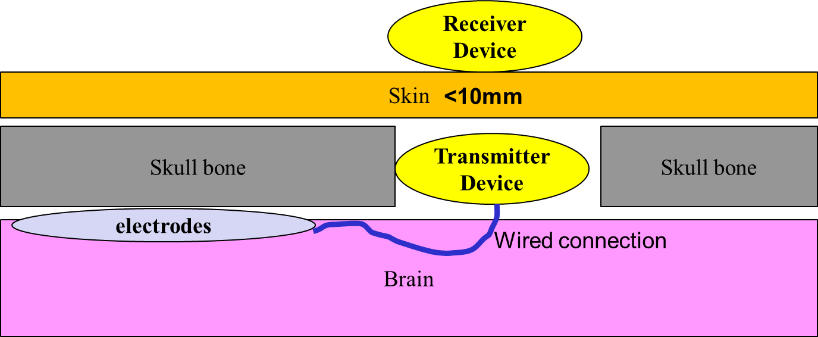 Receiver
Device
Skin <10mm
Skull bone
Transmitter
Device
Skull bone
electrodes
Wired connection
Brain